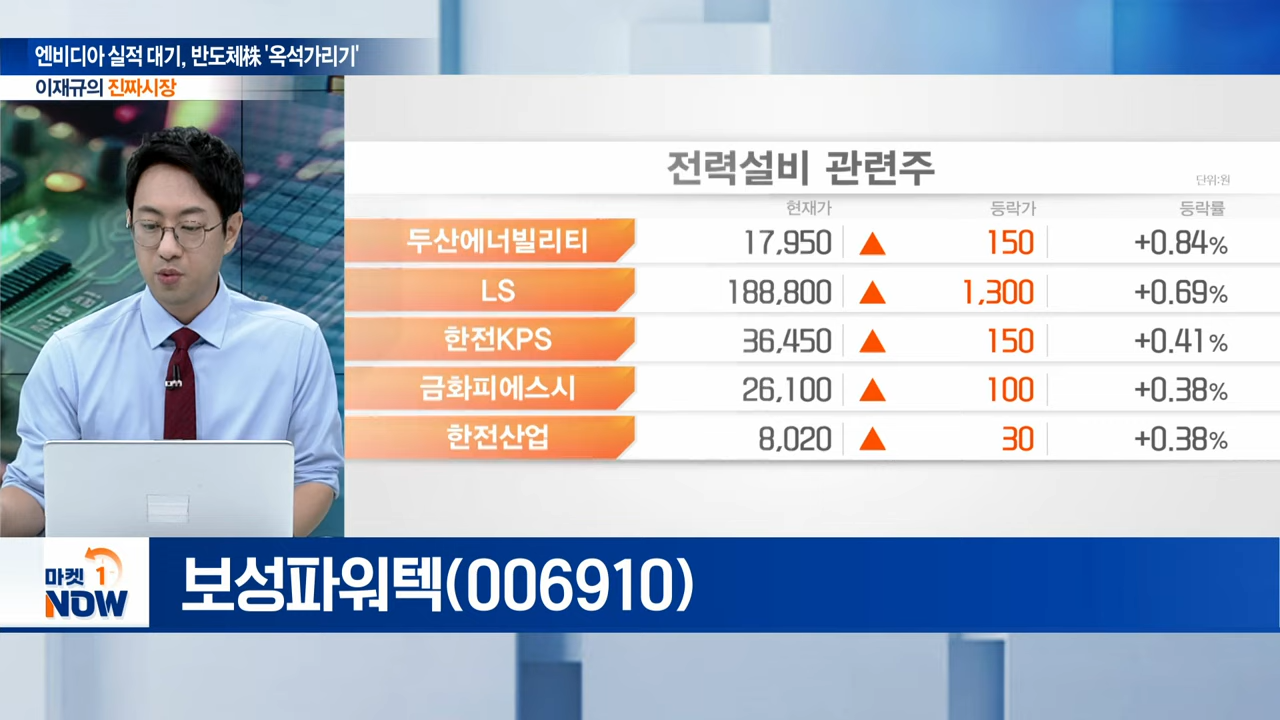 엔비디아 실적 대기, 반도체株 '옥석가리기'
이재규의 진짜시장
전력설비 관련주
단위:원
현재가 등락가 등락률
두산에너빌리티 17,950 ▲ 150 +0.84%
LS 188,800 ▲ 1,300 +0.69%
한전KPS 36,450 ▲ 150 +0.41%
금화피에스시 26,100 ▲ 100 +0.38%
한전산업 8,020 ▲ 30 +0.38%
마켓 1
NOW
보성파워텍(006910)